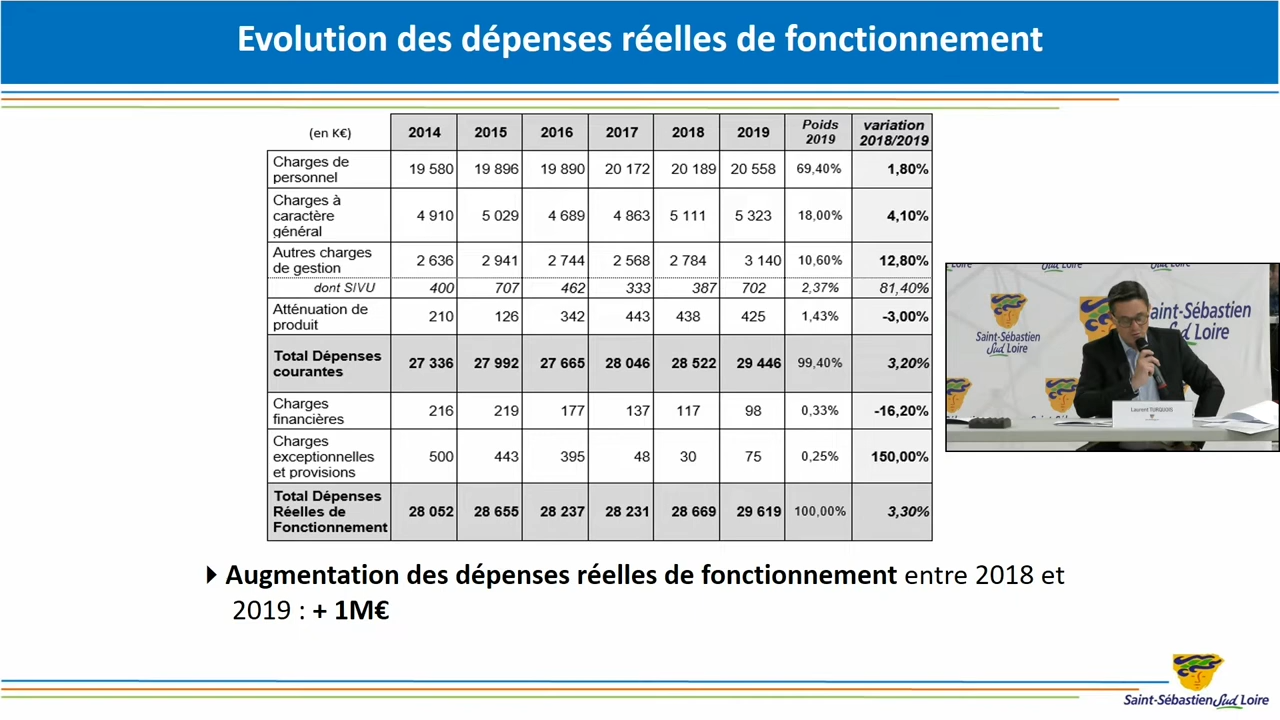 Evolution des dépenses réelles de fonctionnement
(en K€) 2014 2015 2016 2017 2018 2019 Poids 2019 variation 2018/2019
Charges de personnel 19 580 19 896 19 890 20 172 20 189 20 558 69,40% 1,80%
Charges à caractère général 4 910 5 029 4 689 4 863 5 111 5 323 18,00% 4,10%
Autres charges de gestion 2 636 2 941 2 744 2 568 2 784 3 140 10,60% 12,80%
dont SIVU 400 707 462 333 387 702 2,37% 81,40%
Atténuation de produit 210 126 342 443 438 425 1,43% -3,00%
Total Dépenses courantes 27 336 27 992 27 665 28 046 28 522 29 446 99,40% 3,20%
Charges financières 216 219 177 137 117 98 0,33% -16,20%
Charges exceptionnelles et provisions 500 443 395 48 30 75 0,25% 150,00%
Total Dépenses Réelles de Fonctionnement 28 052 28 655 28 237 28 231 28 669 29 619 100,00% 3,30%
Augmentation des dépenses réelles de fonctionnement entre 2018 et
2019 : + 1M€
Saint-Sébastien
Sud Loire
Saint-Sébastien
Sud Loire
Laurent TURQUOIS
Saint-Sébastien Sud Loire